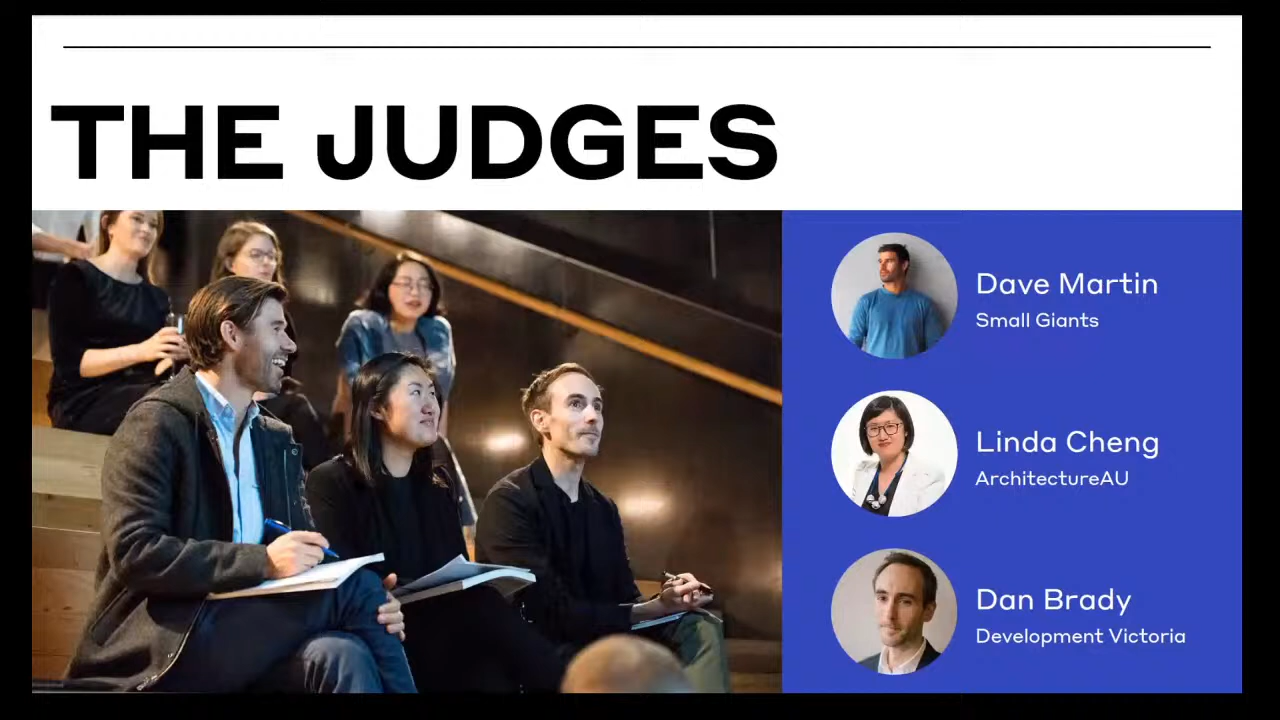 THE JUDGES
Dave Martin
Small Giants
Linda Cheng
ArchitectureAU
Dan Brady
Development Victoria